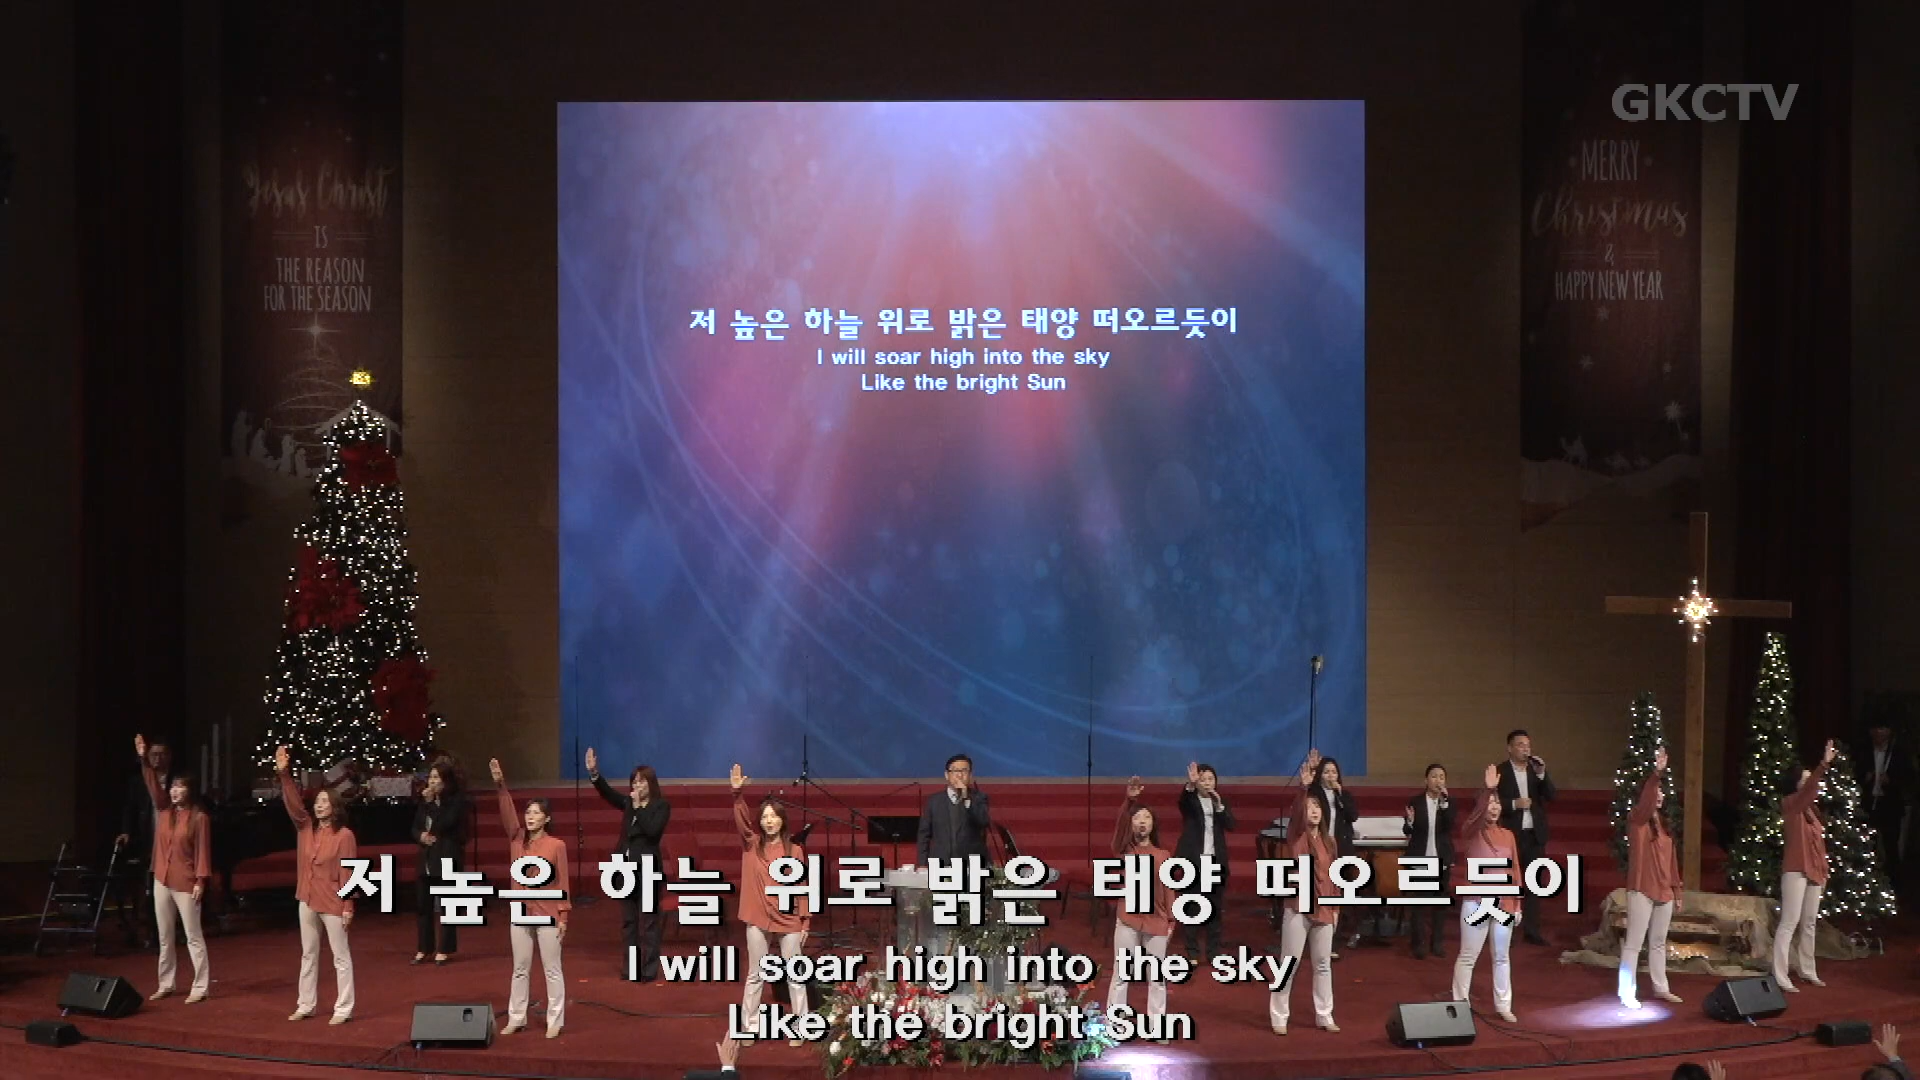 GKCTV
Jesus Christ
IS
THE REASON
FOR THE SEASON
MERRY
Christmas
&
HAPPY NEW YEAR
저 높은 하늘 위로 밝은 태양 떠오르듯이
I will soar high into the sky
Like the bright Sun
저 높은 하늘 위로 밝은 태양 떠오르듯이
I will soar high into the sky
Like the bright Sun